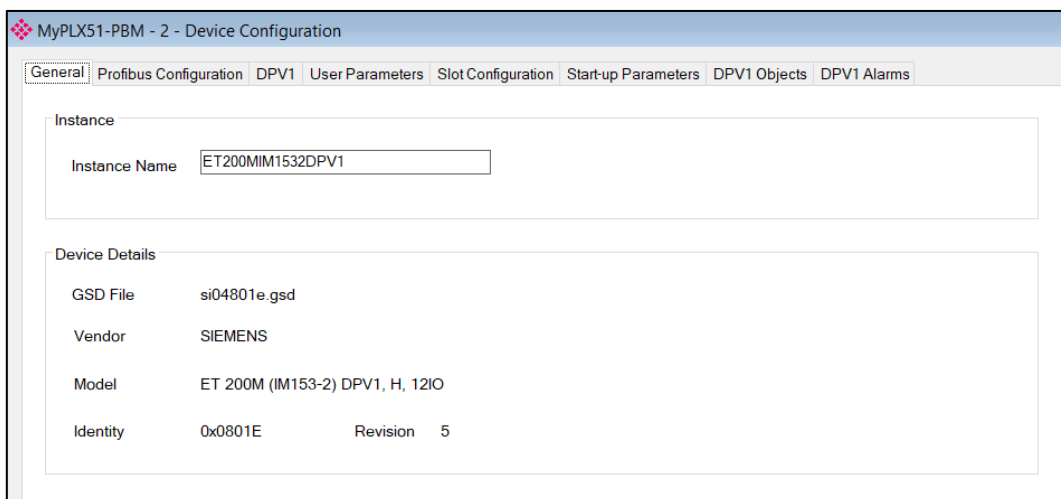 MyPLX51-PBM - 2 - Device Configuration
General Profibus Configuration DPV1 User Parameters Slot Configuration Start-up Parameters DPV1 Objects DPV1 Alarms
Instance
Instance Name ET200MIM1532DPV1
Device Details
GSD File si04801e.gsd
Vendor SIEMENS
Model ET 200M (IM153-2) DPV1, H, 12IO
Identity 0x0801E Revision 5